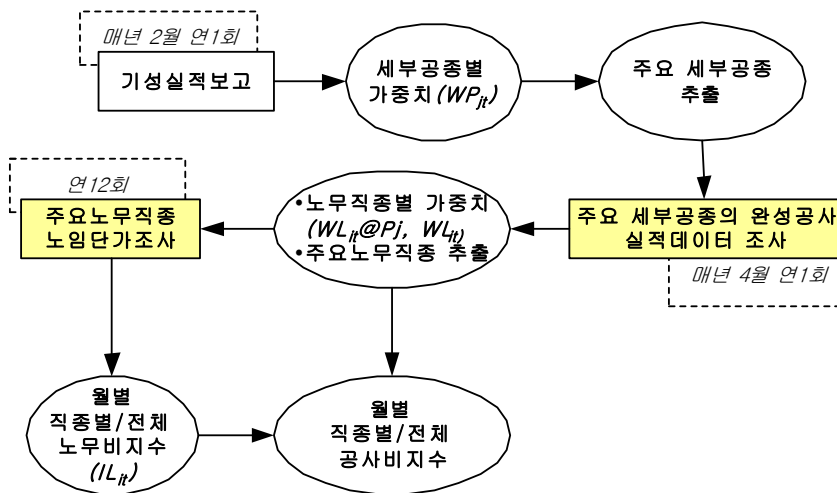 매년 2월 연1회
기성실적보고
세부공종별
가중치(WPjt)
주요 세부공종
추출
연12회
주요노무직종
노임단가조사
•노무직종별 가중치
(WLit@Pj, WLit)
•주요노무직종 추출
주요 세부공종의 완성공사
실적데이터 조사
매년 4월 연1회
월별
직종별/전체
노무비지수
(ILit)
월별
직종별/전체
공사비지수